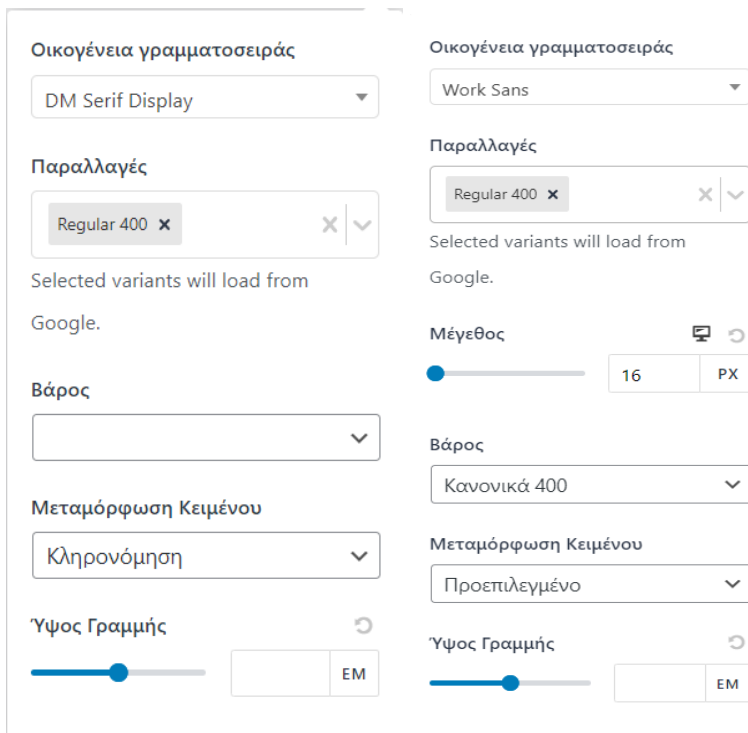 Οικογένεια γραμματοσειράς
DM Serif Display
Παραλλαγές
Regular 400 ×
Selected variants will load from
Google.
Βάρος
Μεταμόρφωση Κειμένου
Κληρονόμηση
Ύψος Γραμμής
EM
Οικογένεια γραμματοσειράς
Work Sans
Παραλλαγές
Regular 400 ×
Selected variants will load from
Google.
Μέγεθος
16 PX
Βάρος
Κανονικά 400
Μεταμόρφωση Κειμένου
Προεπιλεγμένο
Ύψος Γραμμής
EM